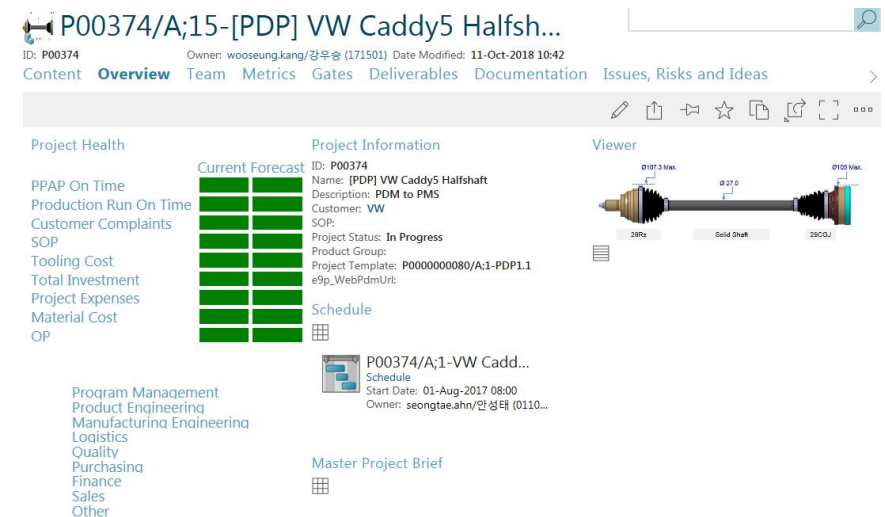 P00374/A;15-[PDP] VW Caddy5 Halfsh...
ID: P00374 Owner: wooseung.kang/강우승 (171501) Date Modified: 11-Oct-2018 10:42
Content Overview Team Metrics Gates Deliverables Documentation Issues, Risks and Ideas
Project Health
Current Forecast
PPAP On Time
Production Run On Time
Customer Complaints
SOP
Tooling Cost
Total Investment
Project Expenses
Material Cost
OP
Program Management
Product Engineering
Manufacturing Engineering
Logistics
Quality
Purchasing
Finance
Sales
Other
Project Information
ID: P00374
Name: [PDP] VW Caddy5 Halfshaft
Description: PDM to PMS
Customer: VW
SOP:
Project Status: In Progress
Product Group:
Project Template: P0000000080/A;1-PDP1.1
e9p_WebPdmUrl:
Schedule
P00374/A;1-VW Cadd...
Schedule
Start Date: 01-Aug-2017 08:00
Owner: seongtae.ahn/안성태 (0110...
Master Project Brief
Viewer
Ø107.3 Max. Ø105 Max.
Ø 27.0
29Rz Solid Shaft 29CGJ